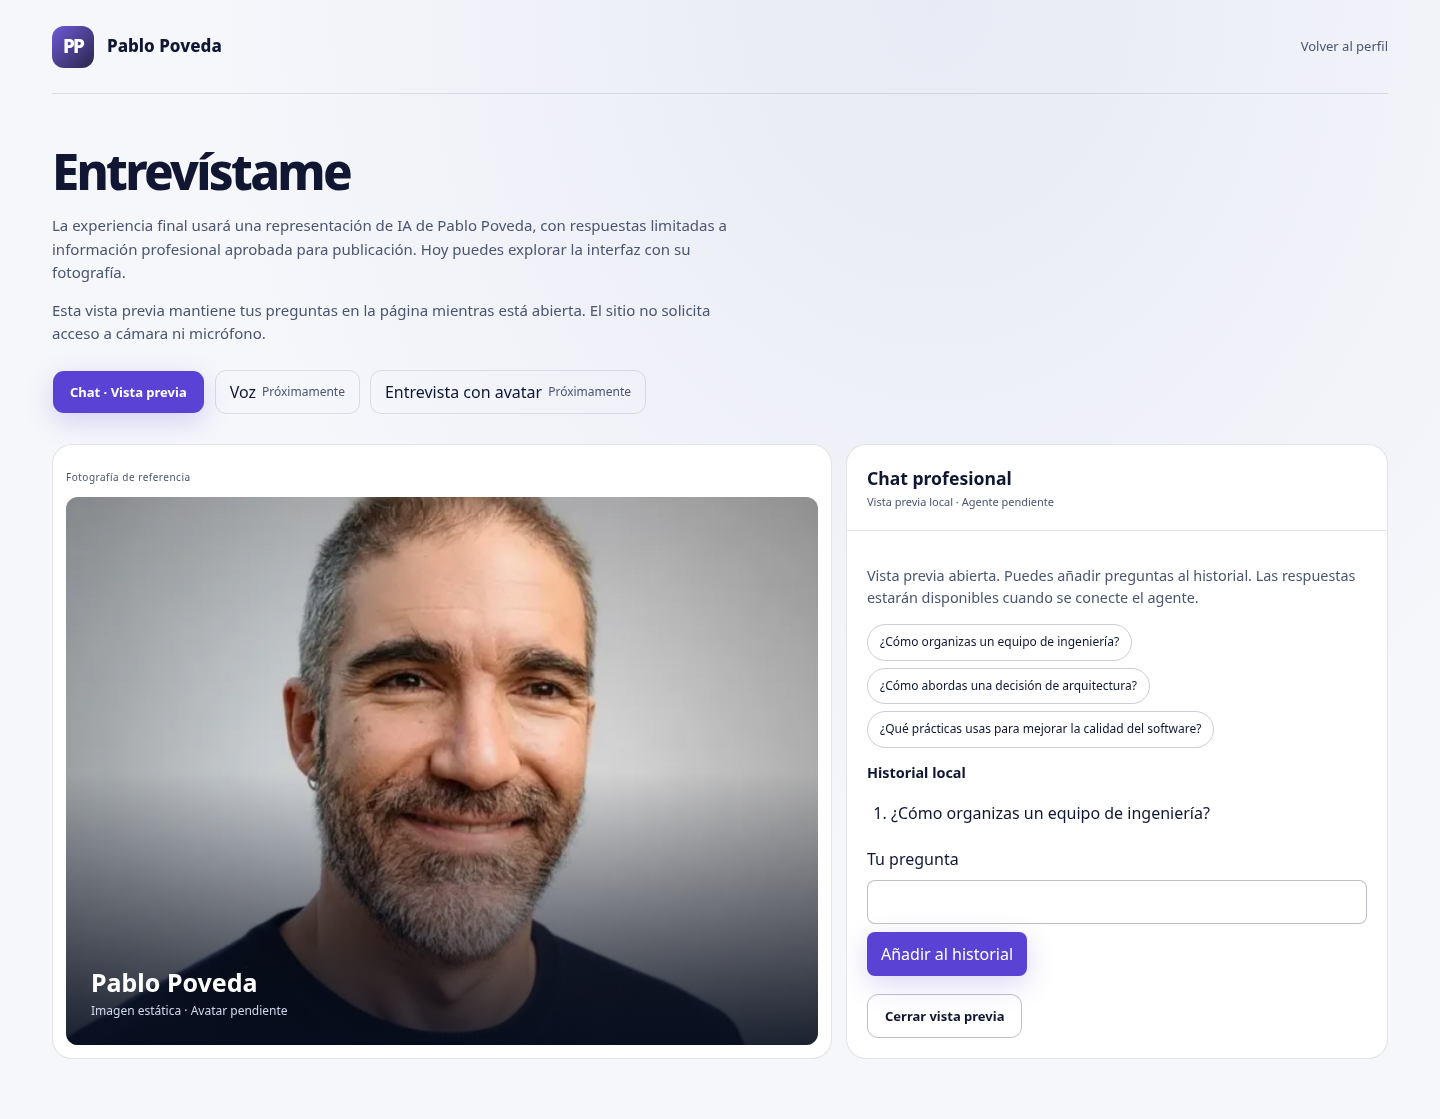 PP
Pablo Poveda
Volver al perfil
Entrevístame
La experiencia final usará una representación de IA de Pablo Poveda, con respuestas limitadas a
información profesional aprobada para publicación. Hoy puedes explorar la interfaz con su
fotografía.
Esta vista previa mantiene tus preguntas en la página mientras está abierta. El sitio no solicita
acceso a cámara ni micrófono.
Chat · Vista previa
Voz Próximamente
Entrevista con avatar Próximamente
Fotografía de referencia
Pablo Poveda
Imagen estática · Avatar pendiente
Chat profesional
Vista previa local · Agente pendiente
Vista previa abierta. Puedes añadir preguntas al historial. Las respuestas
estarán disponibles cuando se conecte el agente.
¿Cómo organizas un equipo de ingeniería?
¿Cómo abordas una decisión de arquitectura?
¿Qué prácticas usas para mejorar la calidad del software?
Historial local
1. ¿Cómo organizas un equipo de ingeniería?
Tu pregunta
Añadir al historial
Cerrar vista previa